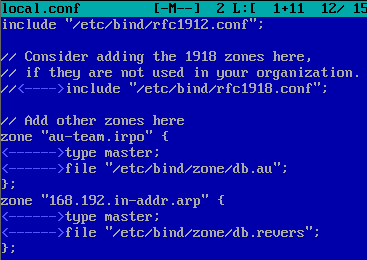 local.conf [-M--] 2 L:[ 1+11 12/ 15
include "/etc/bind/rfc1912.conf";
// Consider adding the 1918 zones here,
// if they are not used in your organization.
//<---->include "/etc/bind/rfc1918.conf";
// Add other zones here
zone "au-team.irpo" {
<------>type master;
<------>file "/etc/bind/zone/db.au";
};
zone "168.192.in-addr.arp" {
<------>type master;
<------>file "/etc/bind/zone/db.revers";
};